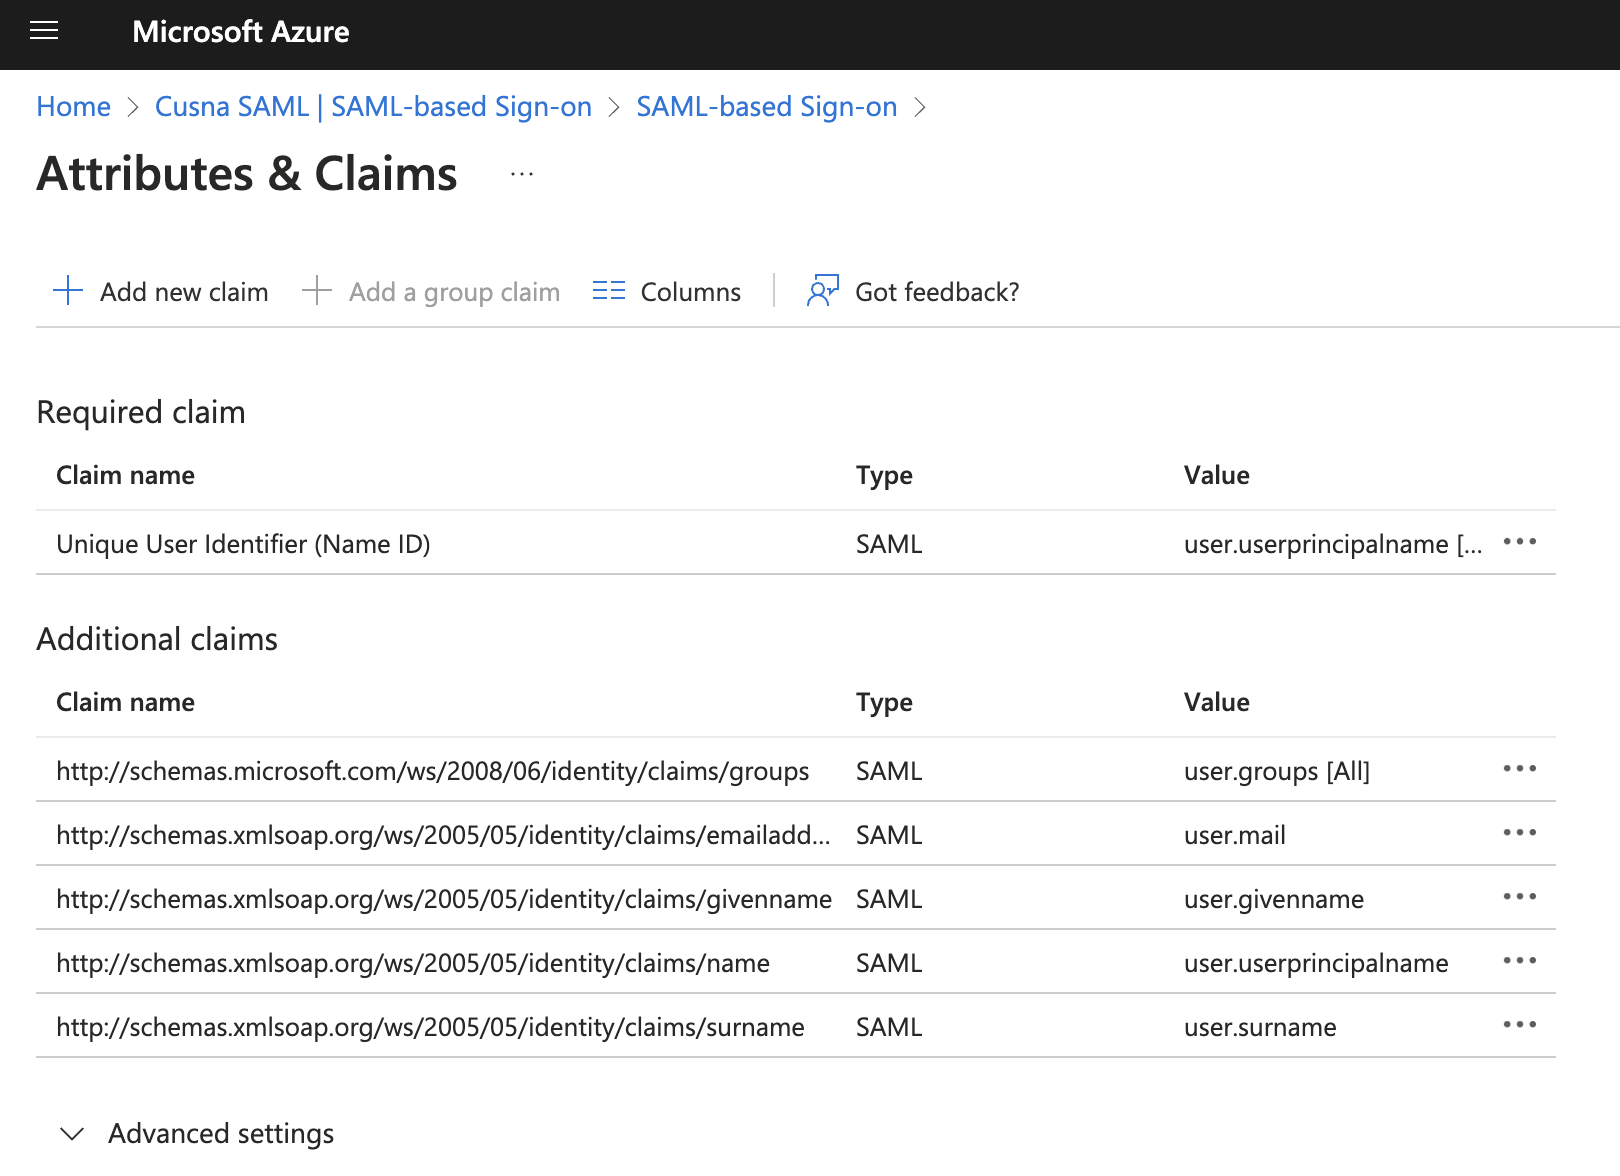 Microsoft Azure
Home > Cusna SAML | SAML-based Sign-on > SAML-based Sign-on >
Attributes & Claims ...
Add new claim Add a group claim Columns Got feedback?
Required claim
Claim name Type Value
Unique User Identifier (Name ID) SAML user.userprincipalname [...
Additional claims
Claim name Type Value
http://schemas.microsoft.com/ws/2008/06/identity/claims/groups SAML user.groups [All]
http://schemas.xmlsoap.org/ws/2005/05/identity/claims/emailadd... SAML user.mail
http://schemas.xmlsoap.org/ws/2005/05/identity/claims/givenname SAML user.givenname
http://schemas.xmlsoap.org/ws/2005/05/identity/claims/name SAML user.userprincipalname
http://schemas.xmlsoap.org/ws/2005/05/identity/claims/surname SAML user.surname
Advanced settings